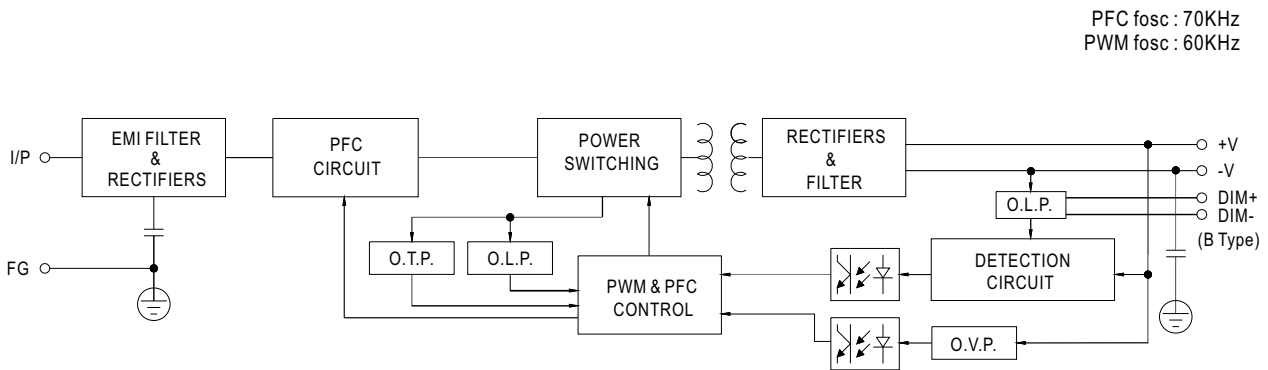 PFC fosc : 70KHz
PWM fosc : 60KHz
I/P
EMI FILTER
&
RECTIFIERS
PFC
CIRCUIT
POWER
SWITCHING
RECTIFIERS
&
FILTER
+V
-V
O.L.P.
DIM+
DIM-
(B Type)
FG
O.T.P.
O.L.P.
PWM & PFC
CONTROL
DETECTION
CIRCUIT
O.V.P.